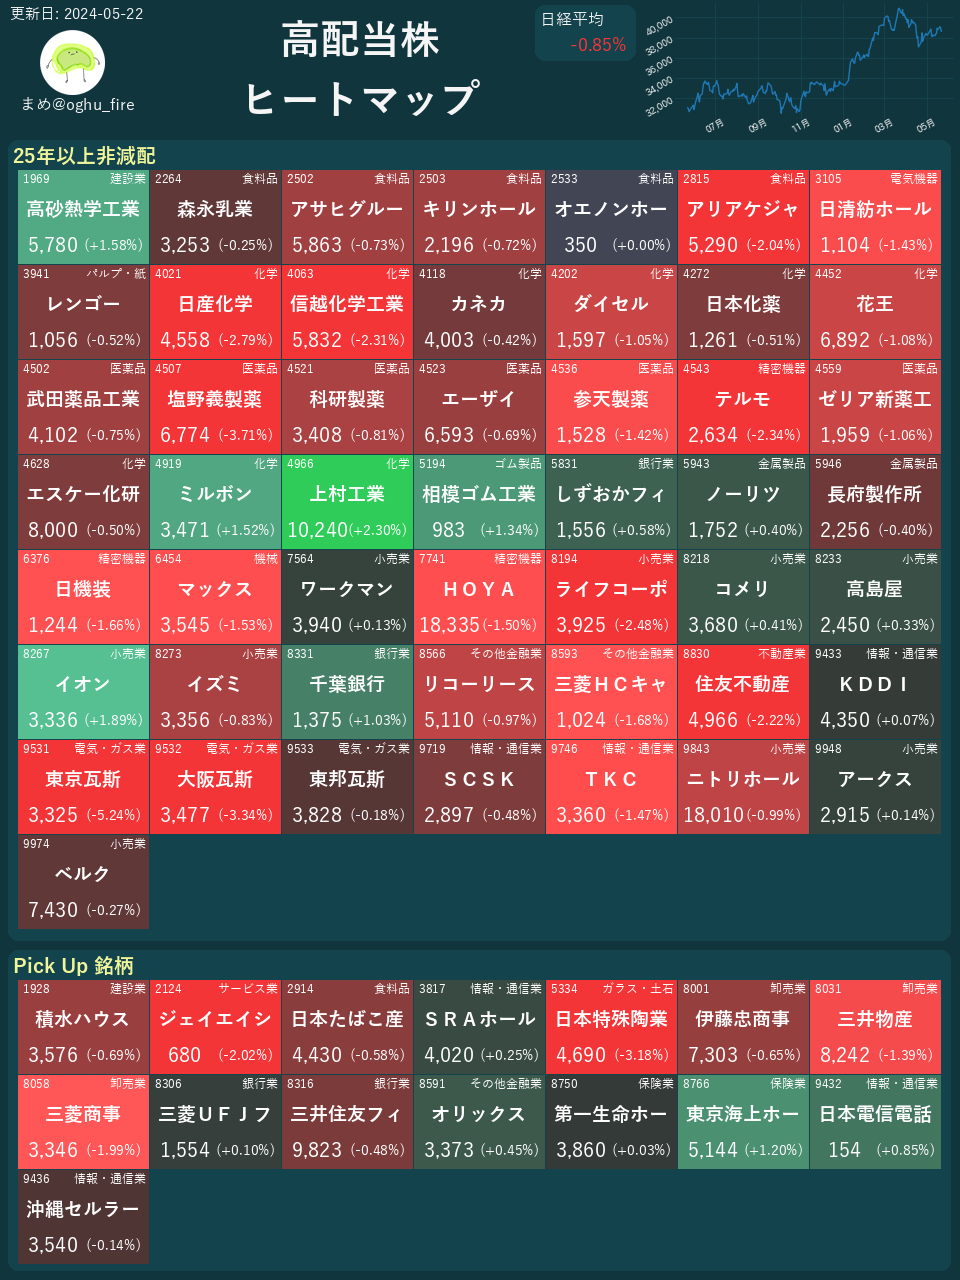 更新日: 2024-05-22
まめ@oghu_fire
高配当株
ヒートマップ
日経平均
-0.85%
40,000
38,000
36,000
34,000
32,000
07月 09月 11月 01月 03月 05月
25年以上非減配
1969 建設業 2264 食料品 2502 食料品 2503 食料品 2533 食料品 2815 食料品 3105 電気機器
高砂熱学工業 森永乳業 アサヒグルー キリンホール オエノンホー アリアケジャ 日清紡ホール
5,780 (+1.58%) 3,253 (-0.25%) 5,863 (-0.73%) 2,196 (-0.72%) 350 (+0.00%) 5,290 (-2.04%) 1,104 (-1.43%)
3941 パルプ・紙 4021 化学 4063 化学 4118 化学 4202 化学 4272 化学 4452 化学
レンゴー 日産化学 信越化学工業 カネカ ダイセル 日本化薬 花王
1,056 (-0.52%) 4,558 (-2.79%) 5,832 (-2.31%) 4,003 (-0.42%) 1,597 (-1.05%) 1,261 (-0.51%) 6,892 (-1.08%)
4502 医薬品 4507 医薬品 4521 医薬品 4523 医薬品 4536 医薬品 4543 精密機器 4559 医薬品
武田薬品工業 塩野義製薬 科研製薬 エーザイ 参天製薬 テルモ ゼリア新薬工
4,102 (-0.75%) 6,774 (-3.71%) 3,408 (-0.81%) 6,593 (-0.69%) 1,528 (-1.42%) 2,634 (-2.34%) 1,959 (-1.06%)
4628 化学 4919 化学 4966 化学 5194 ゴム製品 5831 銀行業 5943 金属製品 5946 金属製品
エスケー化研 ミルボン 上村工業 相模ゴム工業 しずおかフィ ノーリツ 長府製作所
8,000 (-0.50%) 3,471 (+1.52%) 10,240 (+2.30%) 983 (+1.34%) 1,556 (+0.58%) 1,752 (+0.40%) 2,256 (-0.40%)
6376 精密機器 6454 機械 7564 小売業 7741 精密機器 8194 小売業 8218 小売業 8233 小売業
日機装 マックス ワークマン ＨＯＹＡ ライフコーポ コメリ 高島屋
1,244 (-1.66%) 3,545 (-1.53%) 3,940 (+0.13%) 18,335 (-1.50%) 3,925 (-2.48%) 3,680 (+0.41%) 2,450 (+0.33%)
8267 小売業 8273 小売業 8331 銀行業 8566 その他金融業 8593 その他金融業 8830 不動産業 9433 情報・通信業
イオン イズミ 千葉銀行 リコーリース 三菱ＨＣキャ 住友不動産 ＫＤＤＩ
3,336 (+1.89%) 3,356 (-0.83%) 1,375 (+1.03%) 5,110 (-0.97%) 1,024 (-1.68%) 4,966 (-2.22%) 4,350 (+0.07%)
9531 電気・ガス業 9532 電気・ガス業 9533 電気・ガス業 9719 情報・通信業 9746 情報・通信業 9843 小売業 9948 小売業
東京瓦斯 大阪瓦斯 東邦瓦斯 ＳＣＳＫ ＴＫＣ ニトリホール アークス
3,325 (-5.24%) 3,477 (-3.34%) 3,828 (-0.18%) 2,897 (-0.48%) 3,360 (-1.47%) 18,010 (-0.99%) 2,915 (+0.14%)
9974 小売業
ベルク
7,430 (-0.27%)
Pick Up 銘柄
1928 建設業 2124 サービス業 2914 食料品 3817 情報・通信業 5334 ガラス・土石 8001 卸売業 8031 卸売業
積水ハウス ジェイエイシ 日本たばこ産 ＳＲＡホール 日本特殊陶業 伊藤忠商事 三井物産
3,576 (-0.69%) 680 (-2.02%) 4,430 (-0.58%) 4,020 (+0.25%) 4,690 (-3.18%) 7,303 (-0.65%) 8,242 (-1.39%)
8058 卸売業 8306 銀行業 8316 銀行業 8591 その他金融業 8750 保険業 8766 保険業 9432 情報・通信業
三菱商事 三菱ＵＦＪフ 三井住友フィ オリックス 第一生命ホー 東京海上ホー 日本電信電話
3,346 (-1.99%) 1,554 (+0.10%) 9,823 (-0.48%) 3,373 (+0.45%) 3,860 (+0.03%) 5,144 (+1.20%) 154 (+0.85%)
9436 情報・通信業
沖縄セルラー
3,540 (-0.14%)